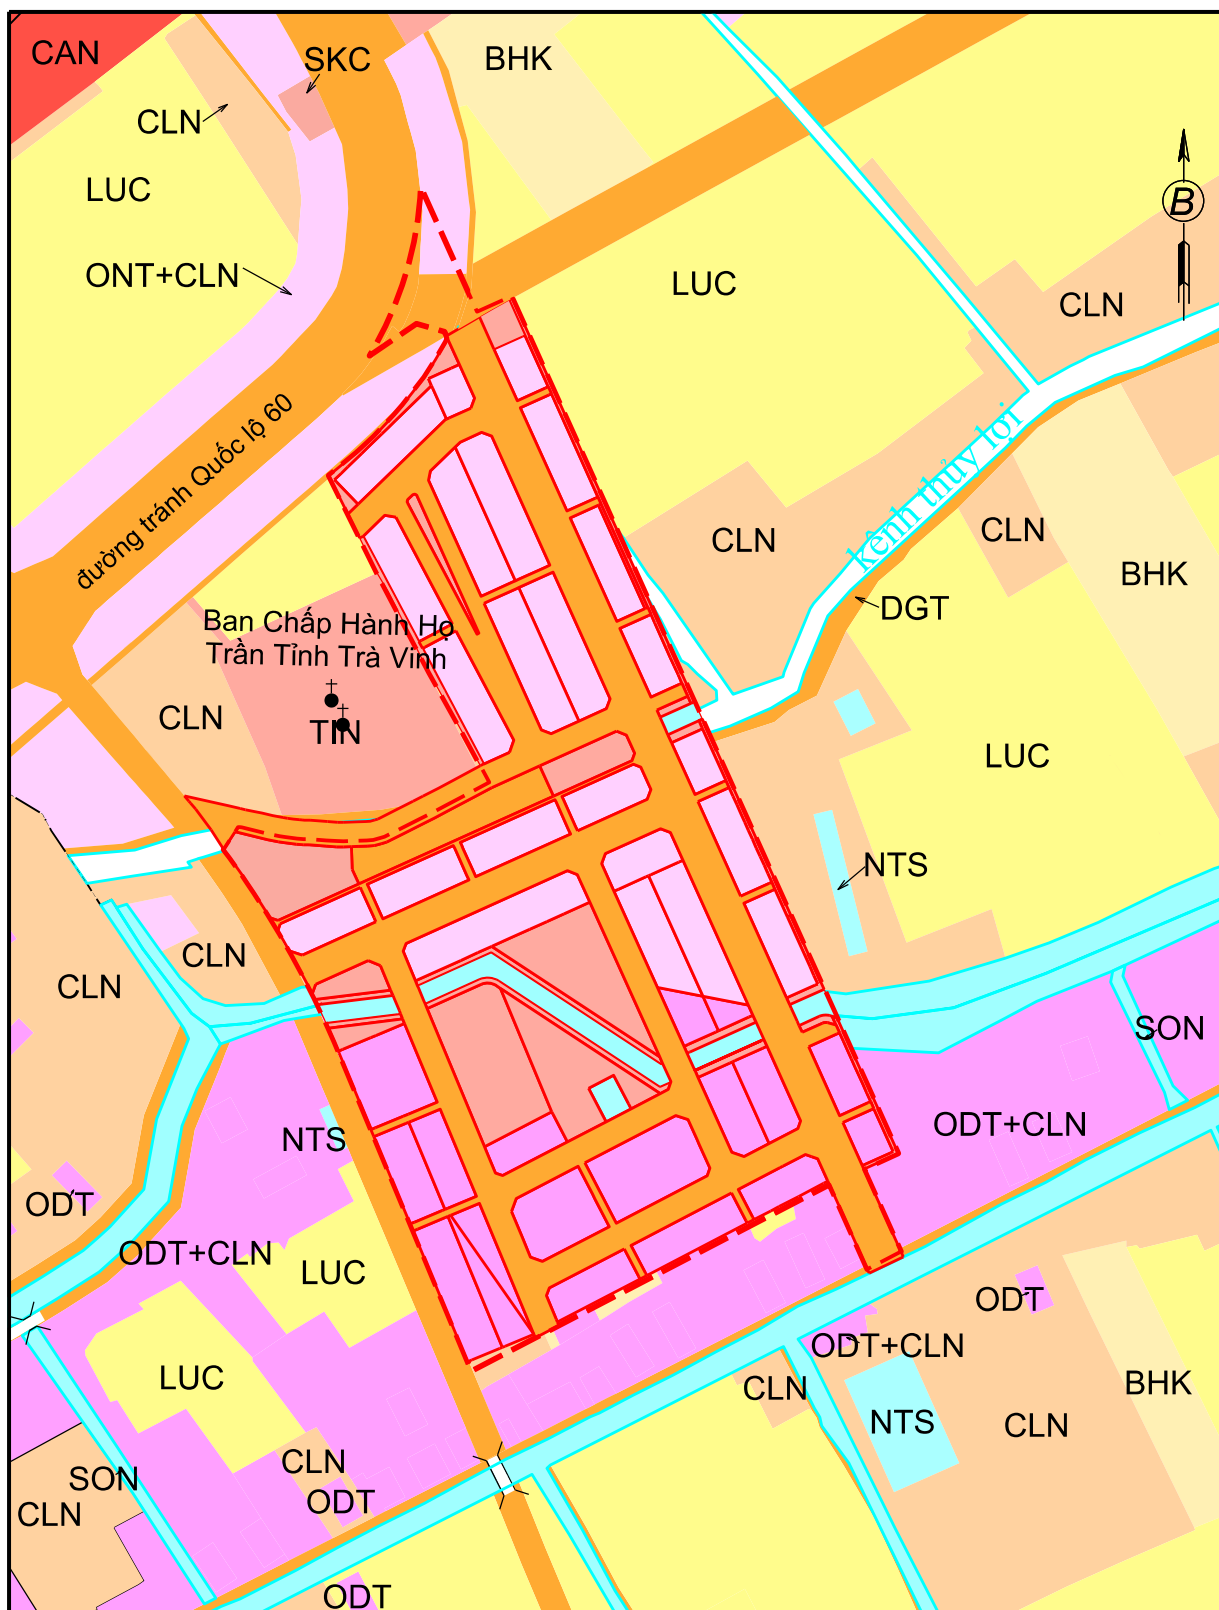 CAN
SKC
BHK
CLN
LUC
B
ONT+CLN
LUC
CLN
đường tránh Quốc lộ 60
kênh thủy lợi
CLN
CLN
BHK
DGT
Ban Chấp Hành Họ
Trần Tỉnh Trà Vinh
CLN
TIN
LUC
NTS
CLN
CLN
SON
NTS
ODT+CLN
ODT
ODT+CLN
LUC
ODT
ODT+CLN
LUC
CLN
BHK
NTS
CLN
CLN
SON
ODT
CLN
ODT